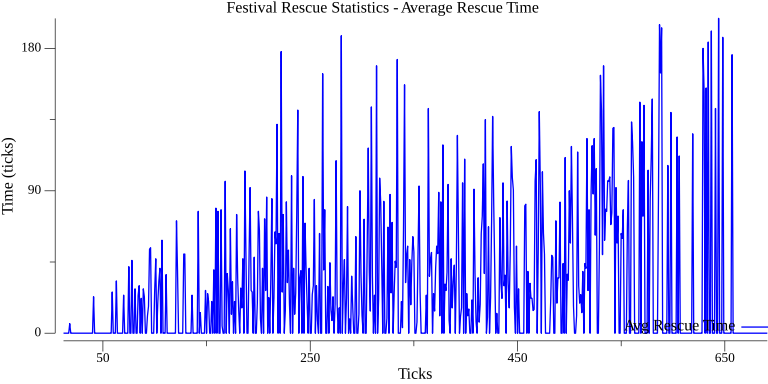 Festival Rescue Statistics - Average Rescue Time
180
90
0
Time (ticks)
Avg Rescue Time
50
250
450
650
Ticks